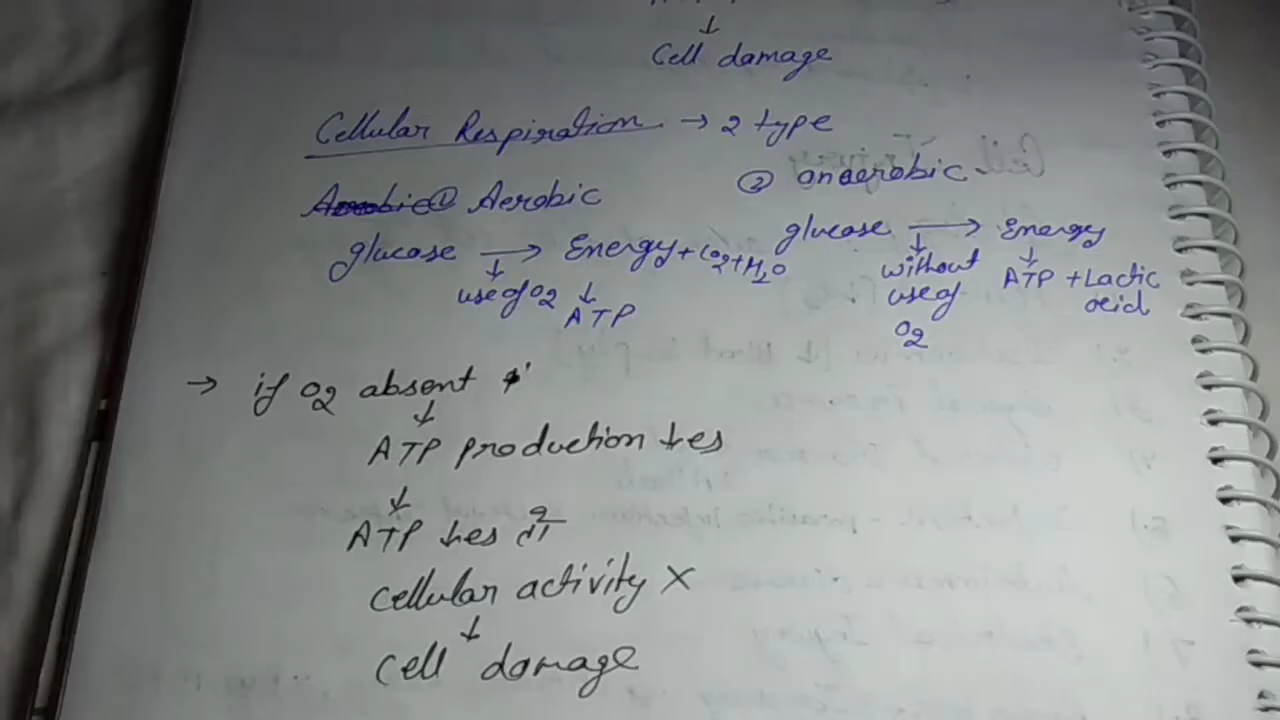 ↓
Cell damage
Cellular Respiration → 2 type
① Aerobic
glucose → Energy + CO2 + H2O
↓ use of O2 ↓ ATP
② anaerobic
glucose → Energy
↓ without use of O2 ↓ ATP + Lactic acid
→ if O2 absent
↓
ATP production ↓es
↓
ATP ↓es
cellular activity X
↓
cell damage